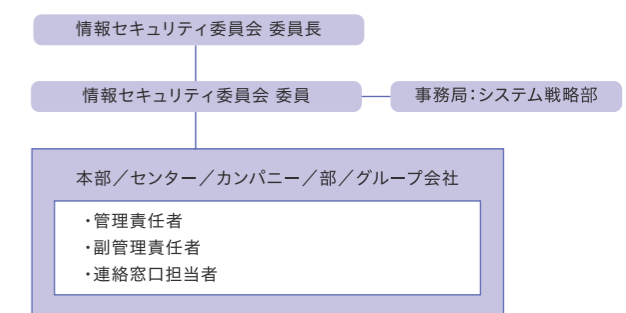 情報セキュリティ委員会 委員長
情報セキュリティ委員会 委員
事務局：システム戦略部
本部／センター／カンパニー／部／グループ会社
・管理責任者
・副管理責任者
・連絡窓口担当者